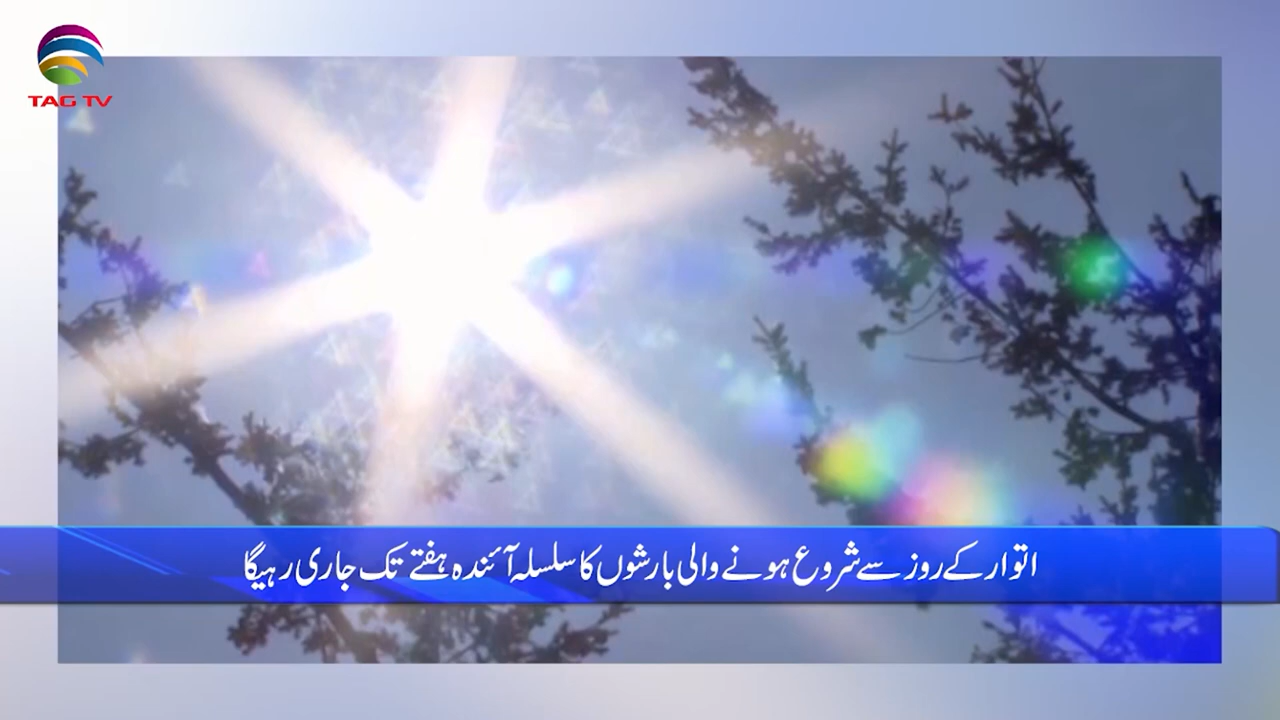 TAG TV
اتوار کے روز سے شروع ہونے والی بارشوں کا سلسلہ آئندہ ہفتے تک جاری رہیگا